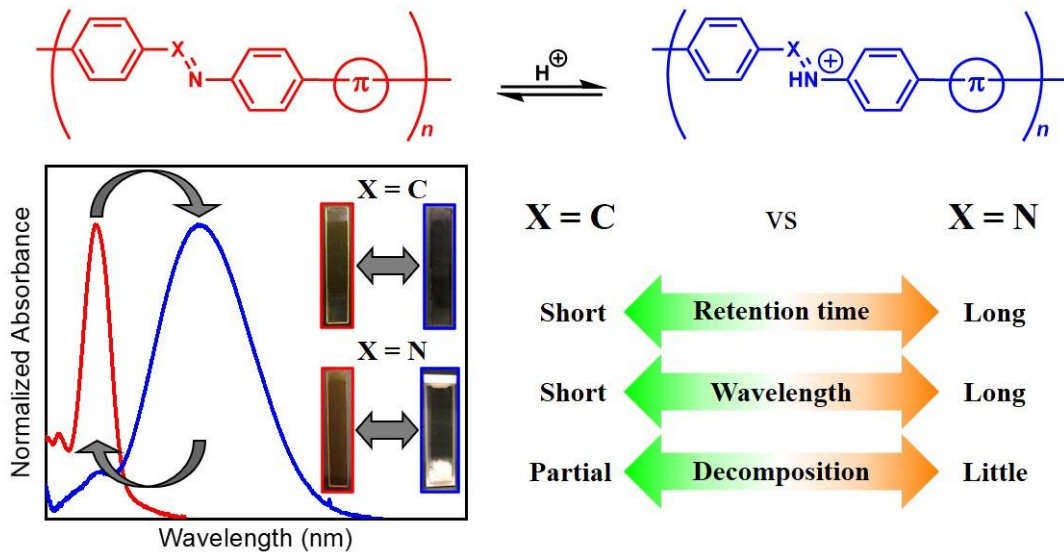 X
N
π
n
H⊕
X
HN
⊕
π
n
Normalized Absorbance
Wavelength (nm)
X = C
X = N
X = C vs X = N
Short Retention time Long
Short Wavelength Long
Partial Decomposition Little